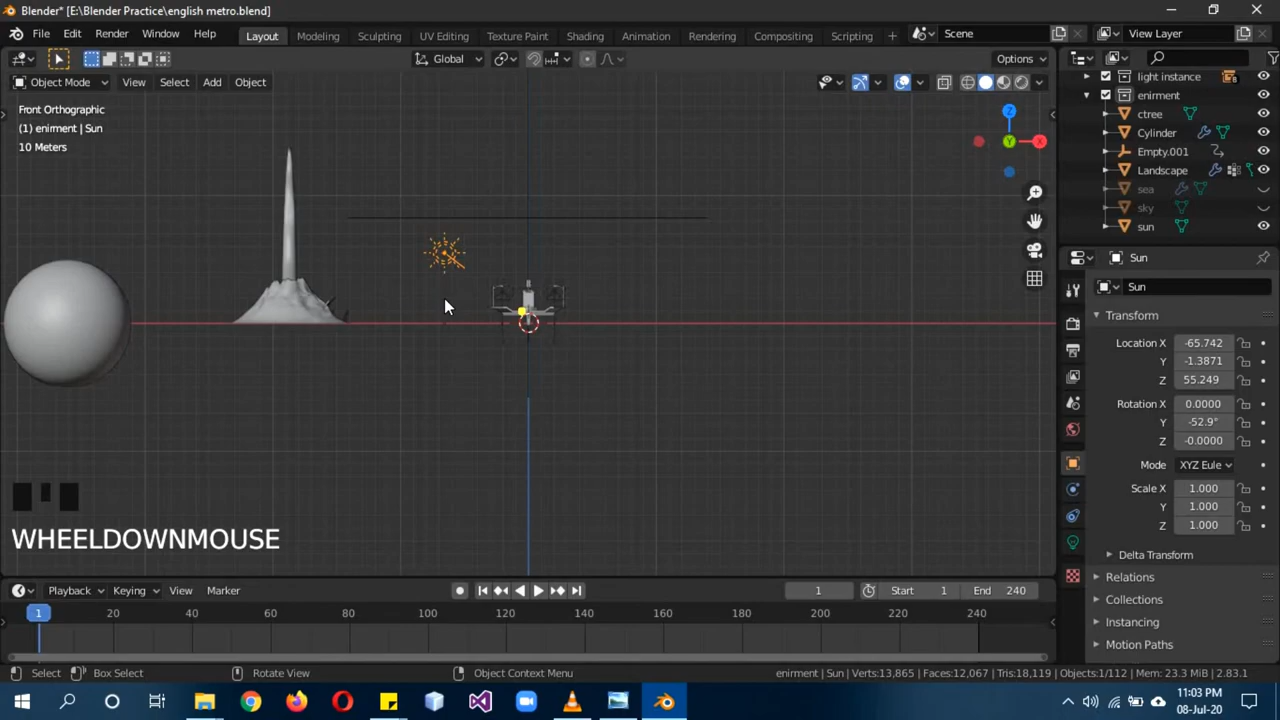 Blender* [E:\Blender Practice\english metro.blend]
File Edit Render Window Help Layout Modeling Sculpting UV Editing Texture Paint Shading Animation Rendering Compositing Scripting + Scene View Layer
Global Options
Object Mode View Select Add Object
Front Orthographic
(1) enirment | Sun
10 Meters
Z
Y
X
light instance
enirment
ctree
Cylinder
Empty.001
Landscape
sea
sky
sun
Sun
Sun
Transform
Location X -65.742
Y -1.3871
Z 55.249
Rotation X 0.0000
Y -52.9°
Z -0.0000
Mode XYZ Eule
Scale X 1.000
Y 1.000
Z 1.000
Delta Transform
Relations
Collections
Instancing
Motion Paths
WHEELDOWNMOUSE
Playback Keying View Marker 1 Start 1 End 240
1 20 40 60 80 100 120 140 160 180 200 220 240
Select Box Select Rotate View Object Context Menu enirment | Sun | Verts:13,865 | Faces:12,067 | Tris:18,119 | Objects:1/112 | Mem: 23.3 MiB | 2.83.1
11:03 PM
08-Jul-20